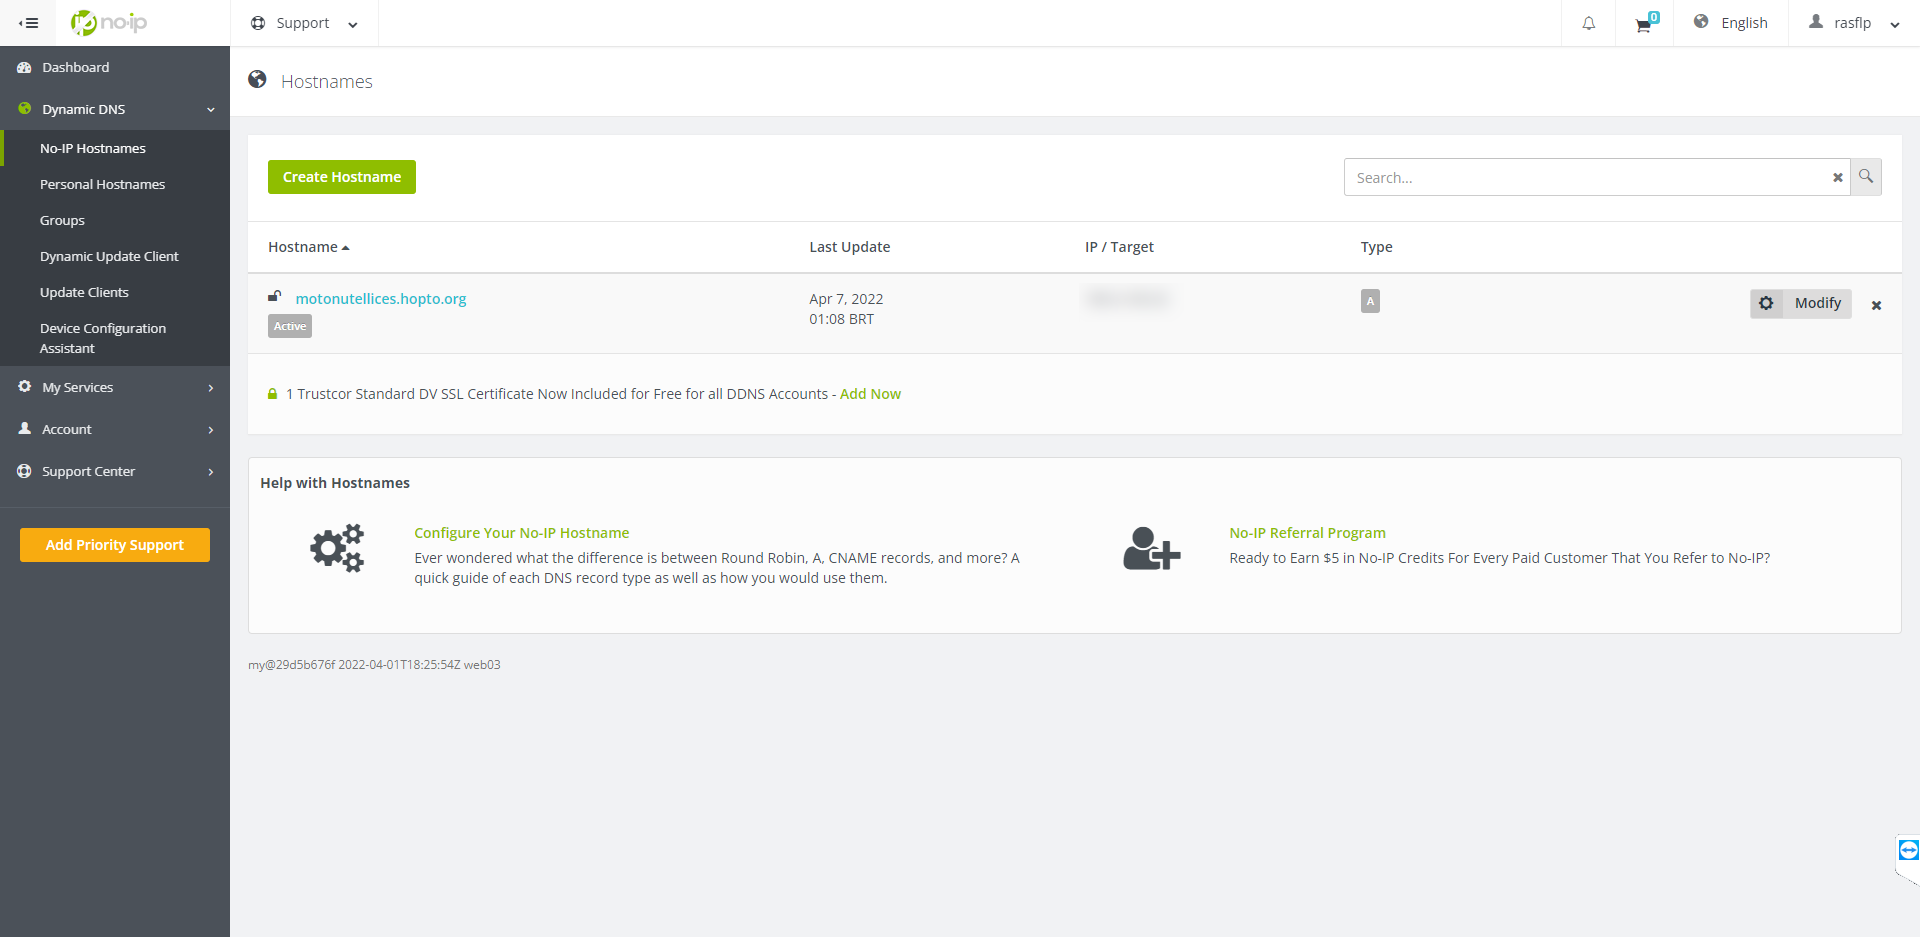 no-ip
Support
0
English
rasflp
Dashboard
Dynamic DNS
No-IP Hostnames
Personal Hostnames
Groups
Dynamic Update Client
Update Clients
Device Configuration
Assistant
My Services
Account
Support Center
Add Priority Support
Hostnames
Create Hostname
Search...
Hostname
Last Update
IP / Target
Type
motonutellices.hopto.org
Active
Apr 7, 2022
01:08 BRT
A
Modify
1 Trustcor Standard DV SSL Certificate Now Included for Free for all DDNS Accounts - Add Now
Help with Hostnames
Configure Your No-IP Hostname
Ever wondered what the difference is between Round Robin, A, CNAME records, and more? A
quick guide of each DNS record type as well as how you would use them.
No-IP Referral Program
Ready to Earn $5 in No-IP Credits For Every Paid Customer That You Refer to No-IP?
my@29d5b676f 2022-04-01T18:25:54Z web03